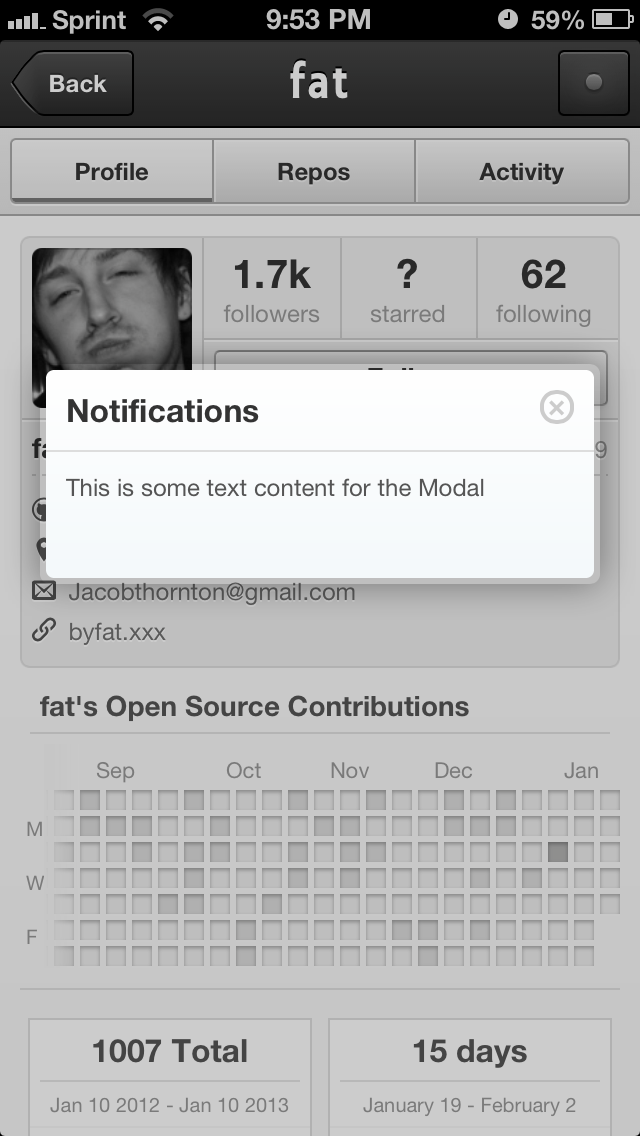 Sprint 9:53 PM 59%
Back fat
Profile Repos Activity
1.7k ? 62
followers starred following
Notifications
This is some text content for the Modal
Jacobthornton@gmail.com
byfat.xxx
fat's Open Source Contributions
Sep Oct Nov Dec Jan
M
W
F
1007 Total 15 days
Jan 10 2012 - Jan 10 2013 January 19 - February 2